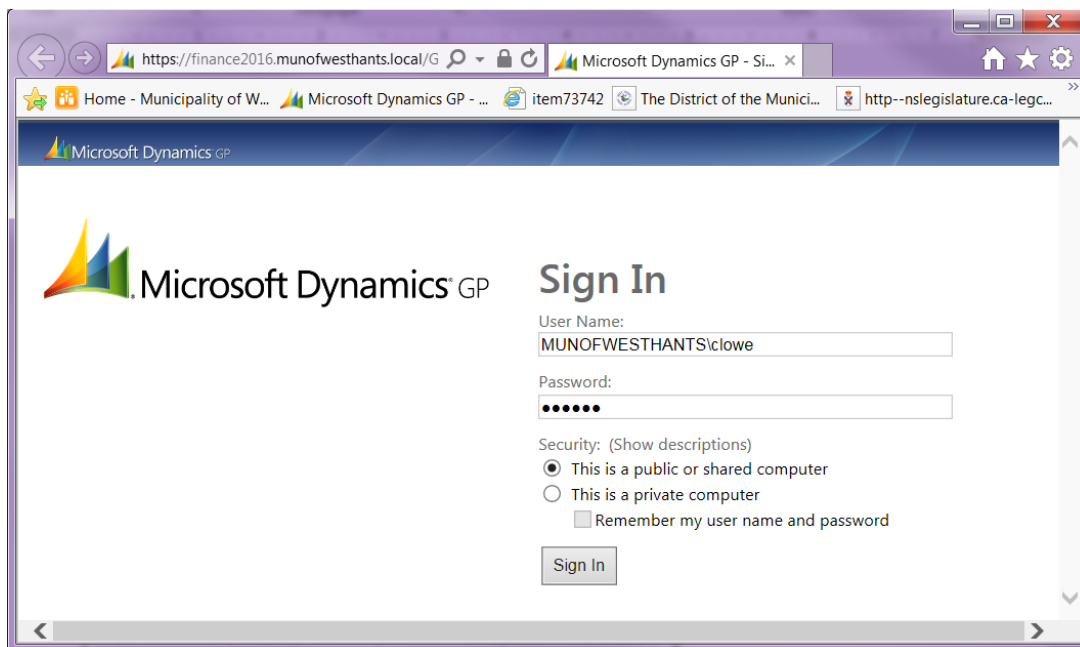 https://finance2016.munofwesthants.local/G
Microsoft Dynamics GP - Si...
Home - Municipality of W...
Microsoft Dynamics GP - ...
item73742
The District of the Munici...
http--nslegislature.ca-legc...
Microsoft Dynamics GP
Microsoft Dynamics GP
Sign In
User Name:
MUNOFWESTHANTS\clowe
Password:
••••••
Security: (Show descriptions)
This is a public or shared computer
This is a private computer
Remember my user name and password
Sign In